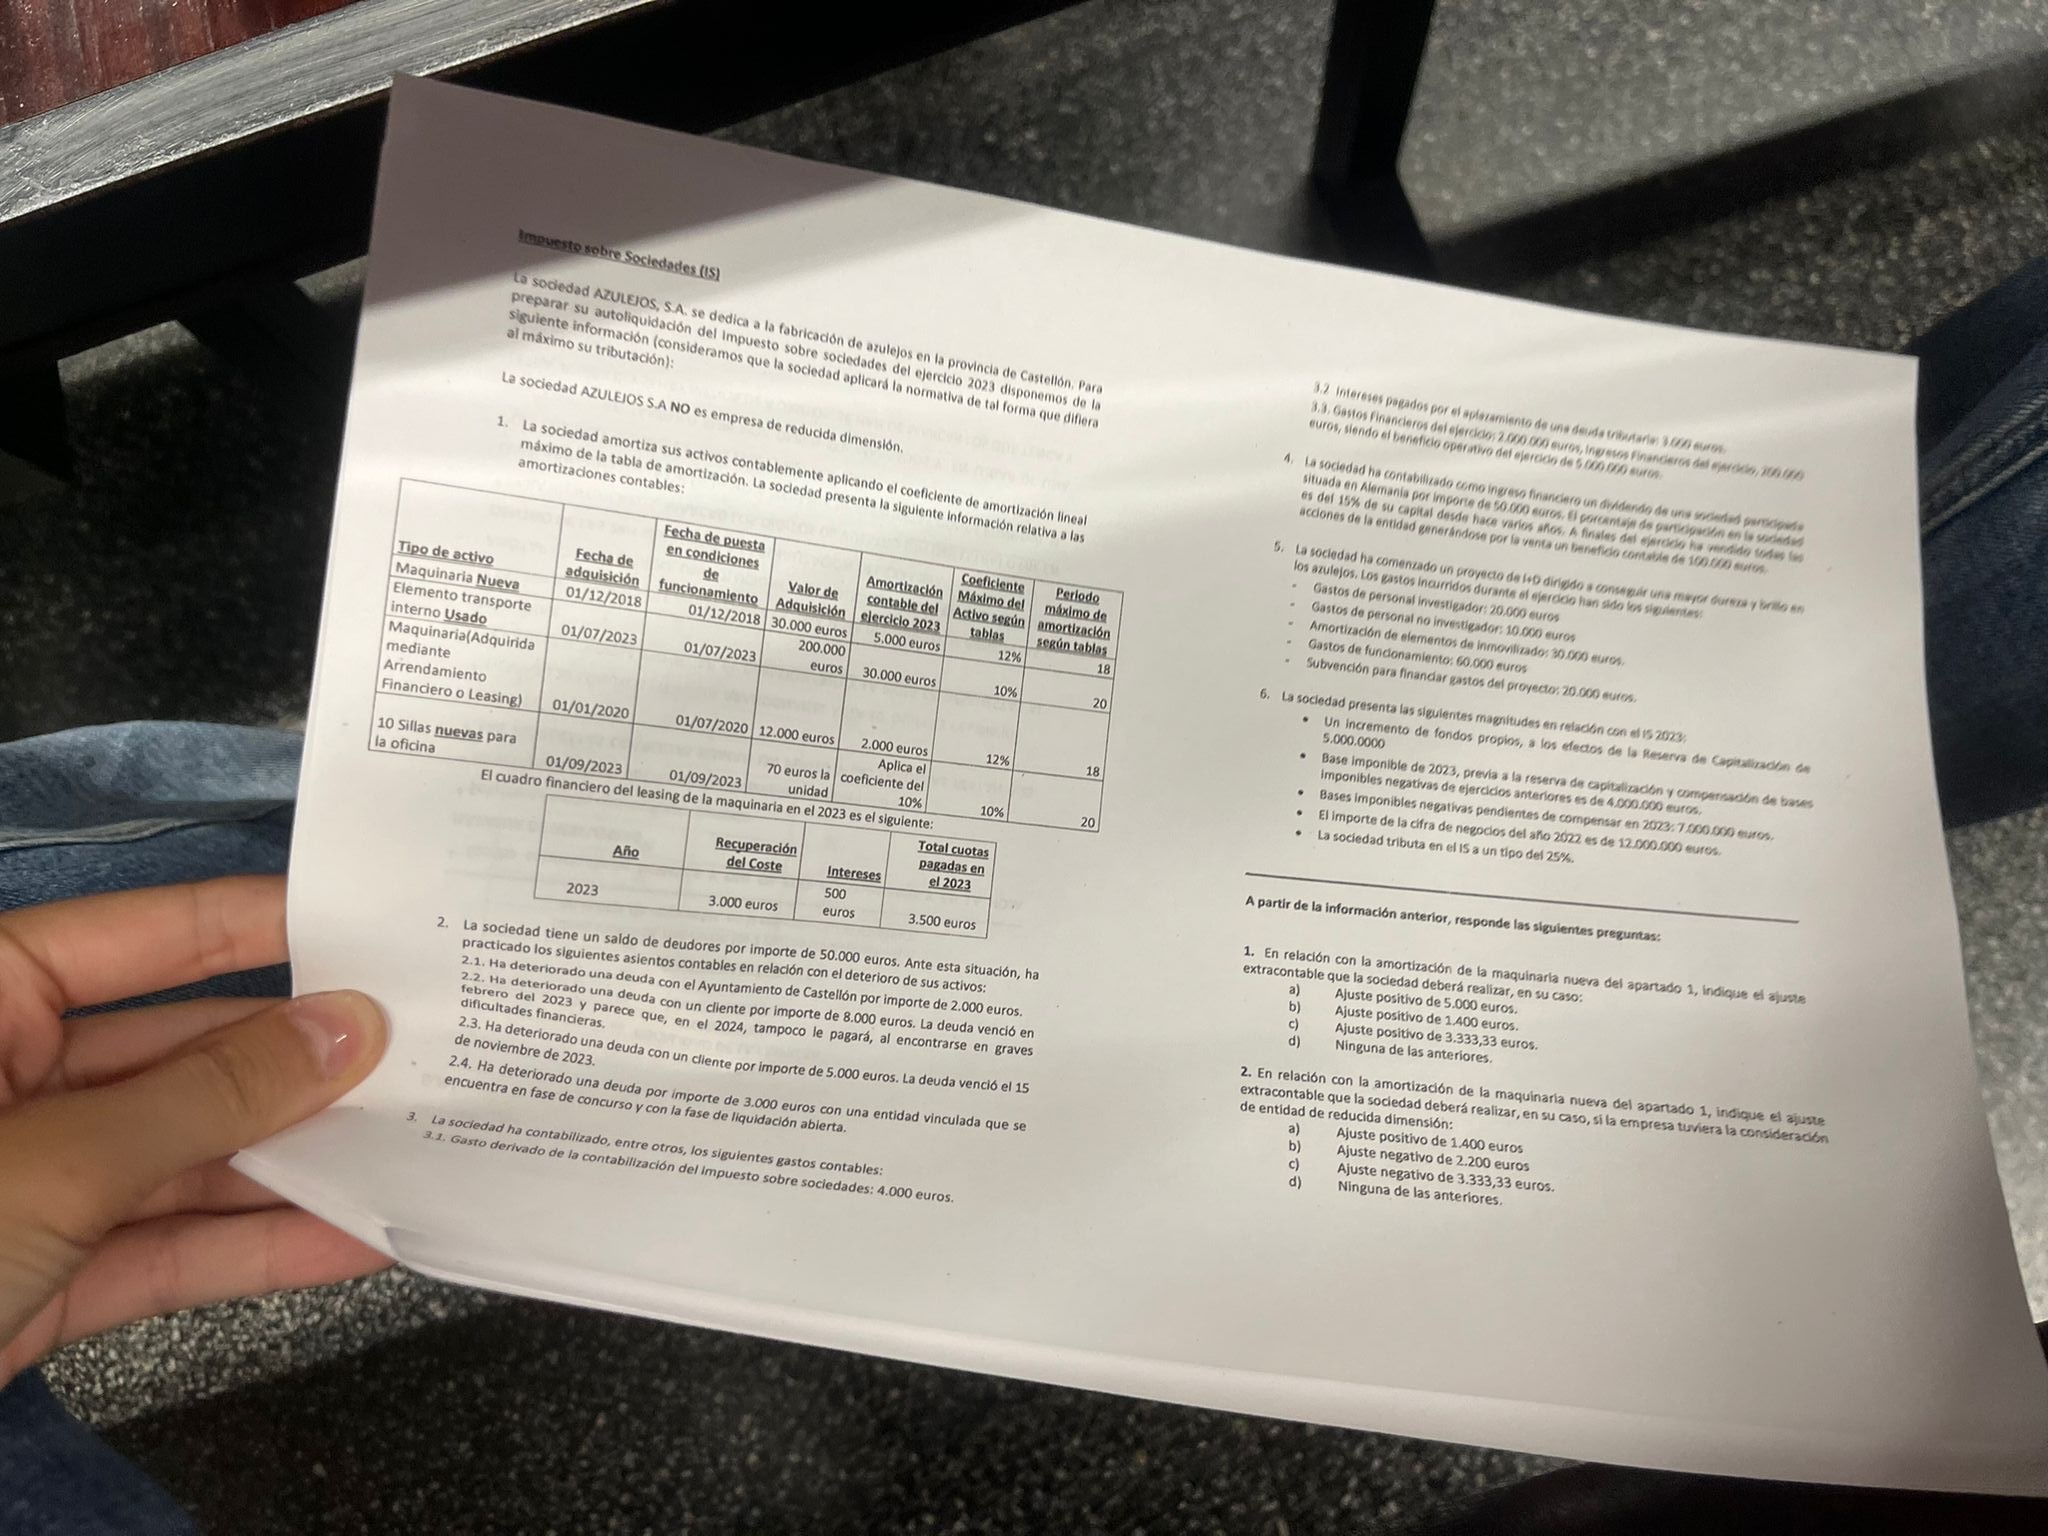 Impuesto sobre Sociedades (IS)
La sociedad AZULEJOS, S.A. se dedica a la fabricación de azulejos en la provincia de Castellón. Para
preparar su autoliquidación del Impuesto sobre sociedades del ejercicio 2023 disponemos de la
siguiente información (consideramos que la sociedad aplicará la normativa de tal forma que difiera
al máximo su tributación):
La sociedad AZULEJOS S.A NO es empresa de reducida dimensión.
1. La sociedad amortiza sus activos contablemente aplicando el coeficiente de amortización lineal
máximo de la tabla de amortización. La sociedad presenta la siguiente información relativa a las
amortizaciones contables:
Tipo de activo | Fecha de adquisición | Fecha de puesta en condiciones de funcionamiento | Valor de Adquisición | Amortización contable del ejercicio 2023 | Coeficiente Máximo del Activo según tablas | Periodo máximo de amortización según tablas
Maquinaria Nueva | 01/12/2018 | 01/12/2018 | 30.000 euros | 5.000 euros | 12% | 18
Elemento transporte interno Usado | 01/07/2023 | 01/07/2023 | 200.000 euros | 30.000 euros | 10% | 20
Maquinaria(Adquirida mediante Arrendamiento Financiero o Leasing) | 01/01/2020 | 01/07/2020 | 12.000 euros | 2.000 euros | 12% | 18
10 Sillas nuevas para la oficina | 01/09/2023 | 01/09/2023 | 70 euros la unidad | Aplica el coeficiente del 10% | 10% | 20
El cuadro financiero del leasing de la maquinaria en el 2023 es el siguiente:
Año | Recuperación del Coste | Intereses | Total cuotas pagadas en el 2023
2023 | 3.000 euros | 500 euros | 3.500 euros
2. La sociedad tiene un saldo de deudores por importe de 50.000 euros. Ante esta situación, ha
practicado los siguientes asientos contables en relación con el deterioro de sus activos:
2.1. Ha deteriorado una deuda con el Ayuntamiento de Castellón por importe de 2.000 euros.
2.2. Ha deteriorado una deuda con un cliente por importe de 8.000 euros. La deuda venció en
febrero del 2023 y parece que, en el 2024, tampoco le pagará, al encontrarse en graves
dificultades financieras.
2.3. Ha deteriorado una deuda con un cliente por importe de 5.000 euros. La deuda venció el 15
de noviembre de 2023.
2.4. Ha deteriorado una deuda por importe de 3.000 euros con una entidad vinculada que se
encuentra en fase de concurso y con la fase de liquidación abierta.
3. La sociedad ha contabilizado, entre otros, los siguientes gastos contables:
3.1. Gasto derivado de la contabilización del Impuesto sobre sociedades: 4.000 euros.
3.2 Intereses pagados por el aplazamiento de una deuda tributaria: 3.000 euros.
3.3. Gastos Financieros del ejercicio: 2.000.000 euros, Ingresos Financieros del ejercicio, 200.000
euros, siendo el beneficio operativo del ejercicio de 5.000.000 euros.
4. La sociedad ha contabilizado como ingreso financiero un dividendo de una sociedad participada
situada en Alemania por importe de 50.000 euros. El porcentaje de participación en la sociedad
es del 15% de su capital desde hace varios años. A finales del ejercicio ha vendido todas las
acciones de la entidad generándose por la venta un beneficio contable de 100.000 euros.
5. La sociedad ha comenzado un proyecto de I+D dirigido a conseguir una mayor dureza y brillo en
los azulejos. Los gastos incurridos durante el ejercicio han sido los siguientes:
- Gastos de personal investigador: 20.000 euros
- Gastos de personal no investigador: 10.000 euros
- Amortización de elementos de inmovilizado: 30.000 euros.
- Gastos de funcionamiento: 60.000 euros
- Subvención para financiar gastos del proyecto: 20.000 euros.
6. La sociedad presenta las siguientes magnitudes en relación con el IS 2023:
• Un incremento de fondos propios, a los efectos de la Reserva de Capitalización de
5.000.0000
• Base imponible de 2023, previa a la reserva de capitalización y compensación de bases
imponibles negativas de ejercicios anteriores es de 4.000.000 euros.
• Bases imponibles negativas pendientes de compensar en 2023: 7.000.000 euros.
• El importe de la cifra de negocios del año 2022 es de 12.000.000 euros.
• La sociedad tributa en el IS a un tipo del 25%.
A partir de la información anterior, responde las siguientes preguntas:
1. En relación con la amortización de la maquinaria nueva del apartado 1, indique el ajuste
extracontable que la sociedad deberá realizar, en su caso:
a) Ajuste positivo de 5.000 euros.
b) Ajuste positivo de 1.400 euros.
c) Ajuste positivo de 3.333,33 euros.
d) Ninguna de las anteriores.
2. En relación con la amortización de la maquinaria nueva del apartado 1, indique el ajuste
extracontable que la sociedad deberá realizar, en su caso, si la empresa tuviera la consideración
de entidad de reducida dimensión:
a) Ajuste positivo de 1.400 euros
b) Ajuste negativo de 2.200 euros
c) Ajuste negativo de 3.333,33 euros.
d) Ninguna de las anteriores.